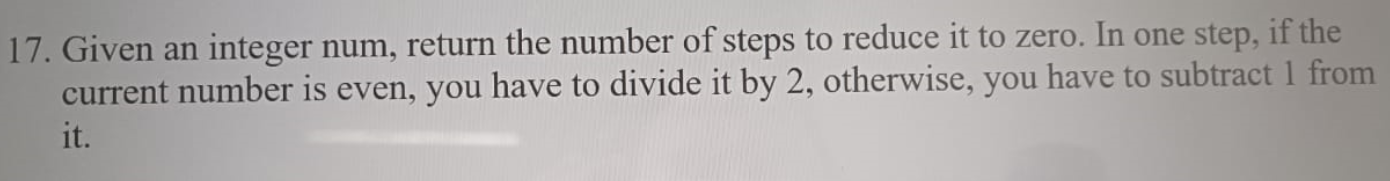 17. Given an integer num, return the number of steps to reduce it to zero. In one step, if the
current number is even, you have to divide it by 2, otherwise, you have to subtract 1 from
it.